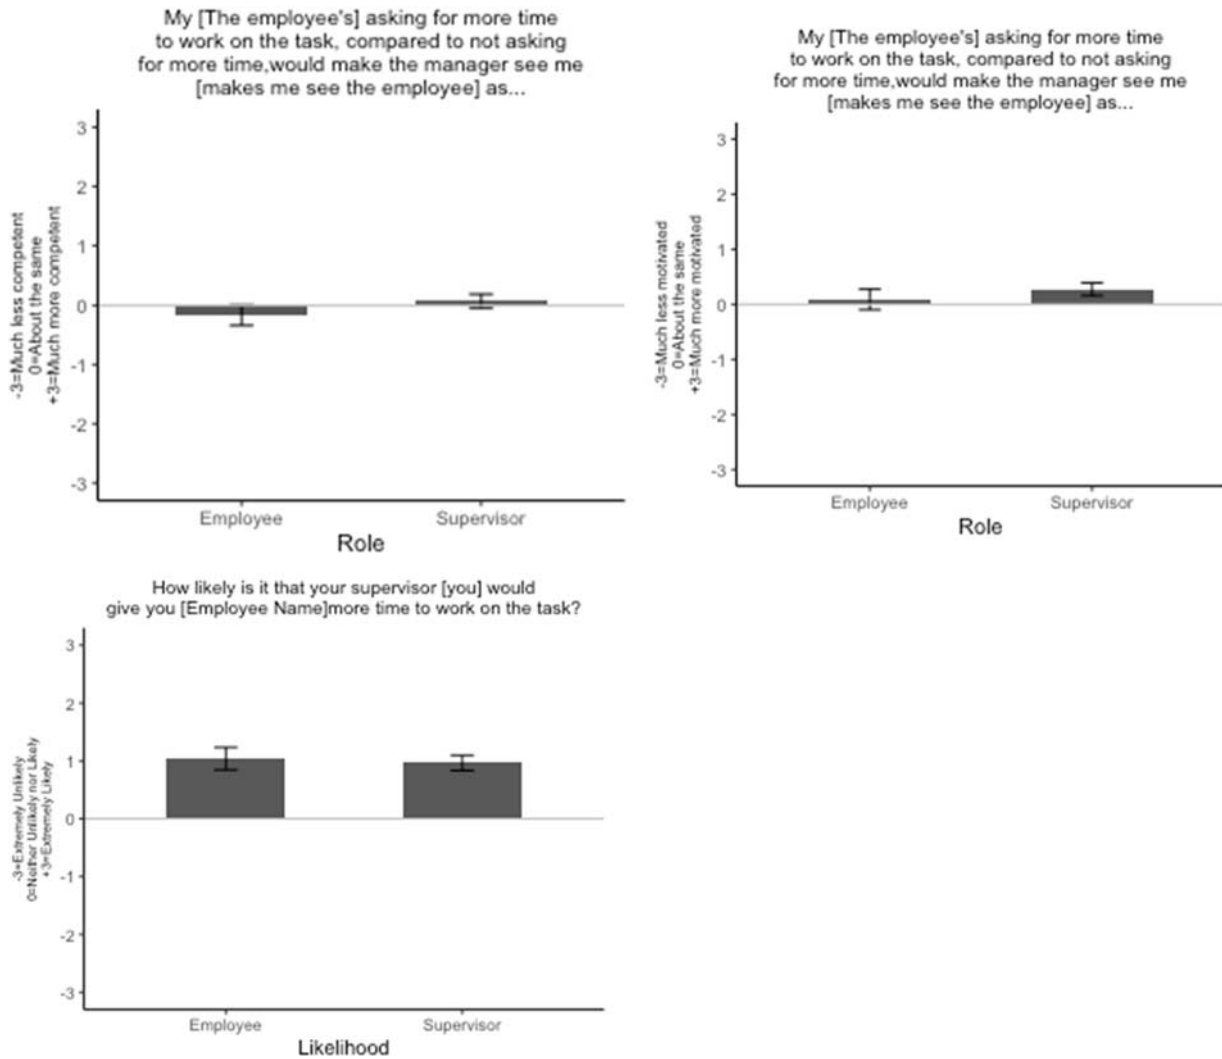 My [The employee's] asking for more time
to work on the task, compared to not asking
for more time,would make the manager see me
[makes me see the employee] as...
-3=Much less competent
0=About the same
+3=Much more competent
3
2
1
0
-1
-2
-3
Employee
Supervisor
Role
My [The employee's] asking for more time
to work on the task, compared to not asking
for more time,would make the manager see me
[makes me see the employee] as...
-3=Much less motivated
0=About the same
+3=Much more motivated
3
2
1
0
-1
-2
-3
Employee
Supervisor
Role
How likely is it that your supervisor [you] would
give you [Employee Name]more time to work on the task?
-3=Extremely Unlikely
0=Neither Unlikely nor Likely
+3=Extremely Likely
3
2
1
0
-1
-2
-3
Employee
Supervisor
Likelihood